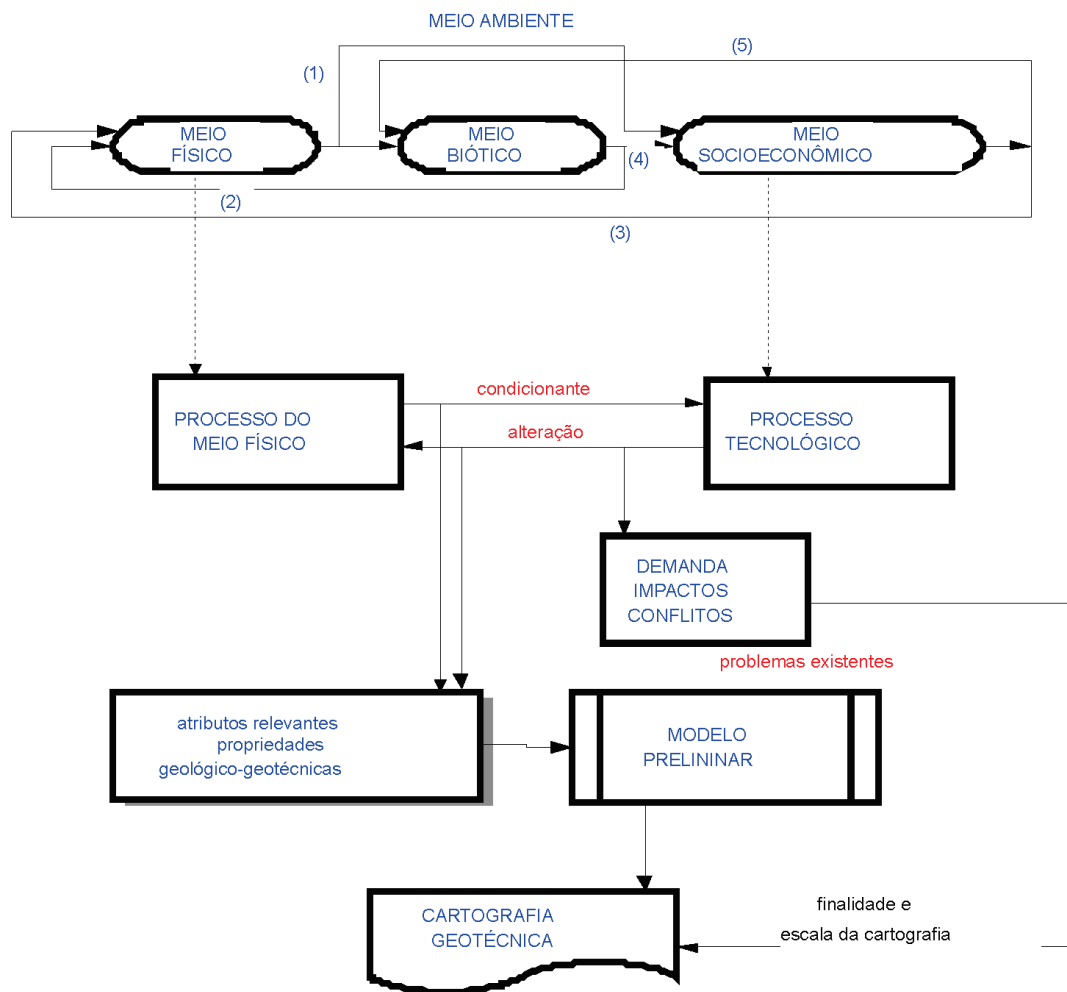 MEIO AMBIENTE
(5)
(1)
MEIO
FÍSICO
MEIO
BIÓTICO
MEIO
SOCIOECONÔMICO
(4)
(2)
(3)
condicionante
PROCESSO DO
MEIO FÍSICO
alteração
PROCESSO
TECNOLÓGICO
DEMANDA
IMPACTOS
CONFLITOS
problemas existentes
atributos relevantes
propriedades
geológico-geotécnicas
MODELO
PRELININAR
CARTOGRAFIA
GEOTÉCNICA
finalidade e
escala da cartografia